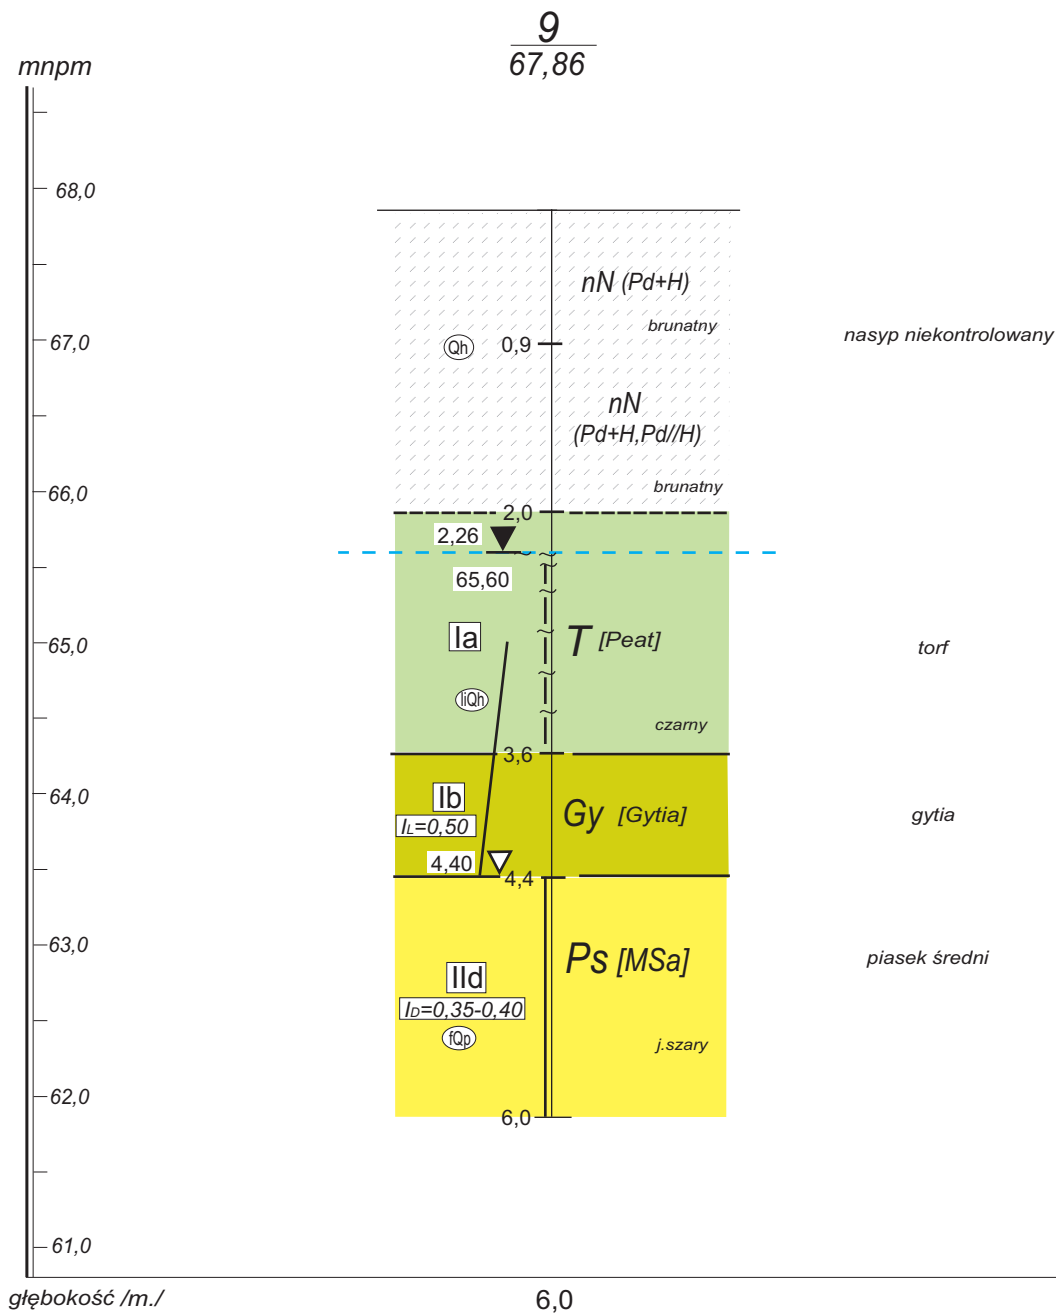 9
67,86
mnpm
68,0
nN (Pd+H)
brunatny
67,0
Qh
0,9
nasyp niekontrolowany
nN
(Pd+H,Pd//H)
brunatny
66,0
2,0
2,26
65,60
Ia
65,0
T [Peat]
torf
liQh
czarny
3,6
64,0
Ib
Gy [Gytia]
gytia
IL=0,50
4,40
4,4
63,0
Ps [MSa]
piasek średni
IId
ID=0,35-0,40
fQp
j.szary
62,0
6,0
61,0
głębokość /m./
6,0